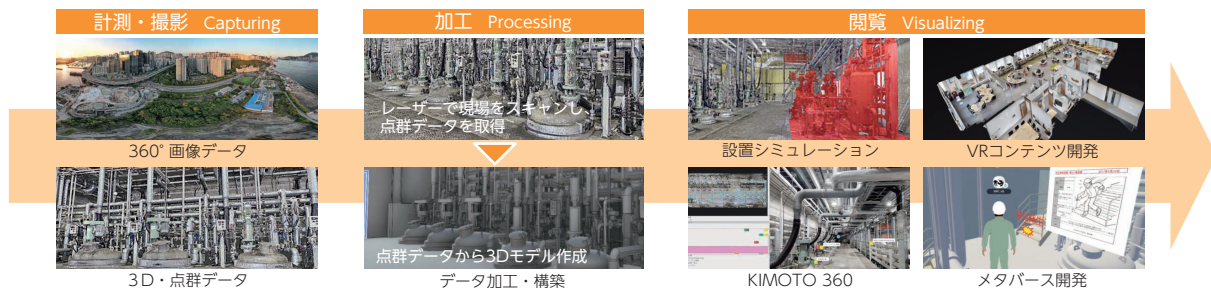 計測・撮影 Capturing
加工 Processing
閲覧 Visualizing
レーザーで現場をスキャンし、
点群データを取得
360° 画像データ
設置シミュレーション
VRコンテンツ開発
点群データから3Dモデル作成
3D・点群データ
データ加工・構築
KIMOTO 360
メタバース開発